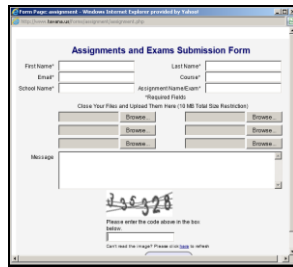 Form Page: assignment - Windows Internet Explorer provided by Yahoo!
Assignments and Exams Submission Form
First Name* Last Name*
Email* Course*
School Name* Assignment Name/Exam*
*Required Fields
Close Your Files and Upload Them Here (10 MB Total Size Restriction)
Browse... Browse...
Browse... Browse...
Browse... Browse...
Message
Please enter the code above in the box
below:
Can't read the image? Please click here to refresh